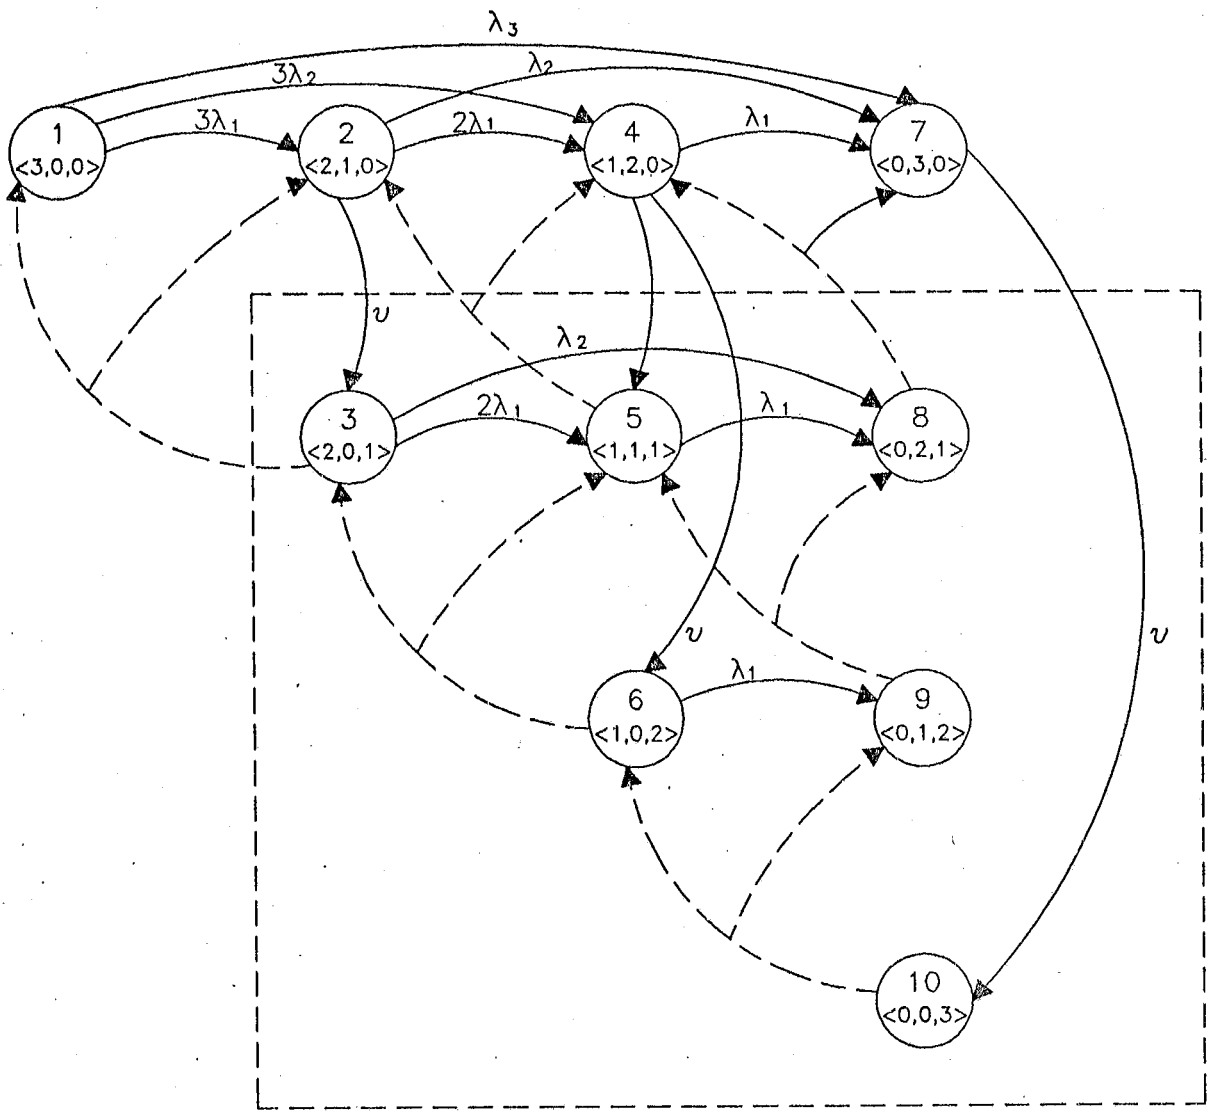 λ3
λ2
3λ2
3λ1
2λ1
λ1
1
<3,0,0>
2
<2,1,0>
4
<1,2,0>
7
<0,3,0>
υ
λ2
2λ1
λ1
3
<2,0,1>
5
<1,1,1>
8
<0,2,1>
υ
υ
λ1
6
<1,0,2>
9
<0,1,2>
10
<0,0,3>